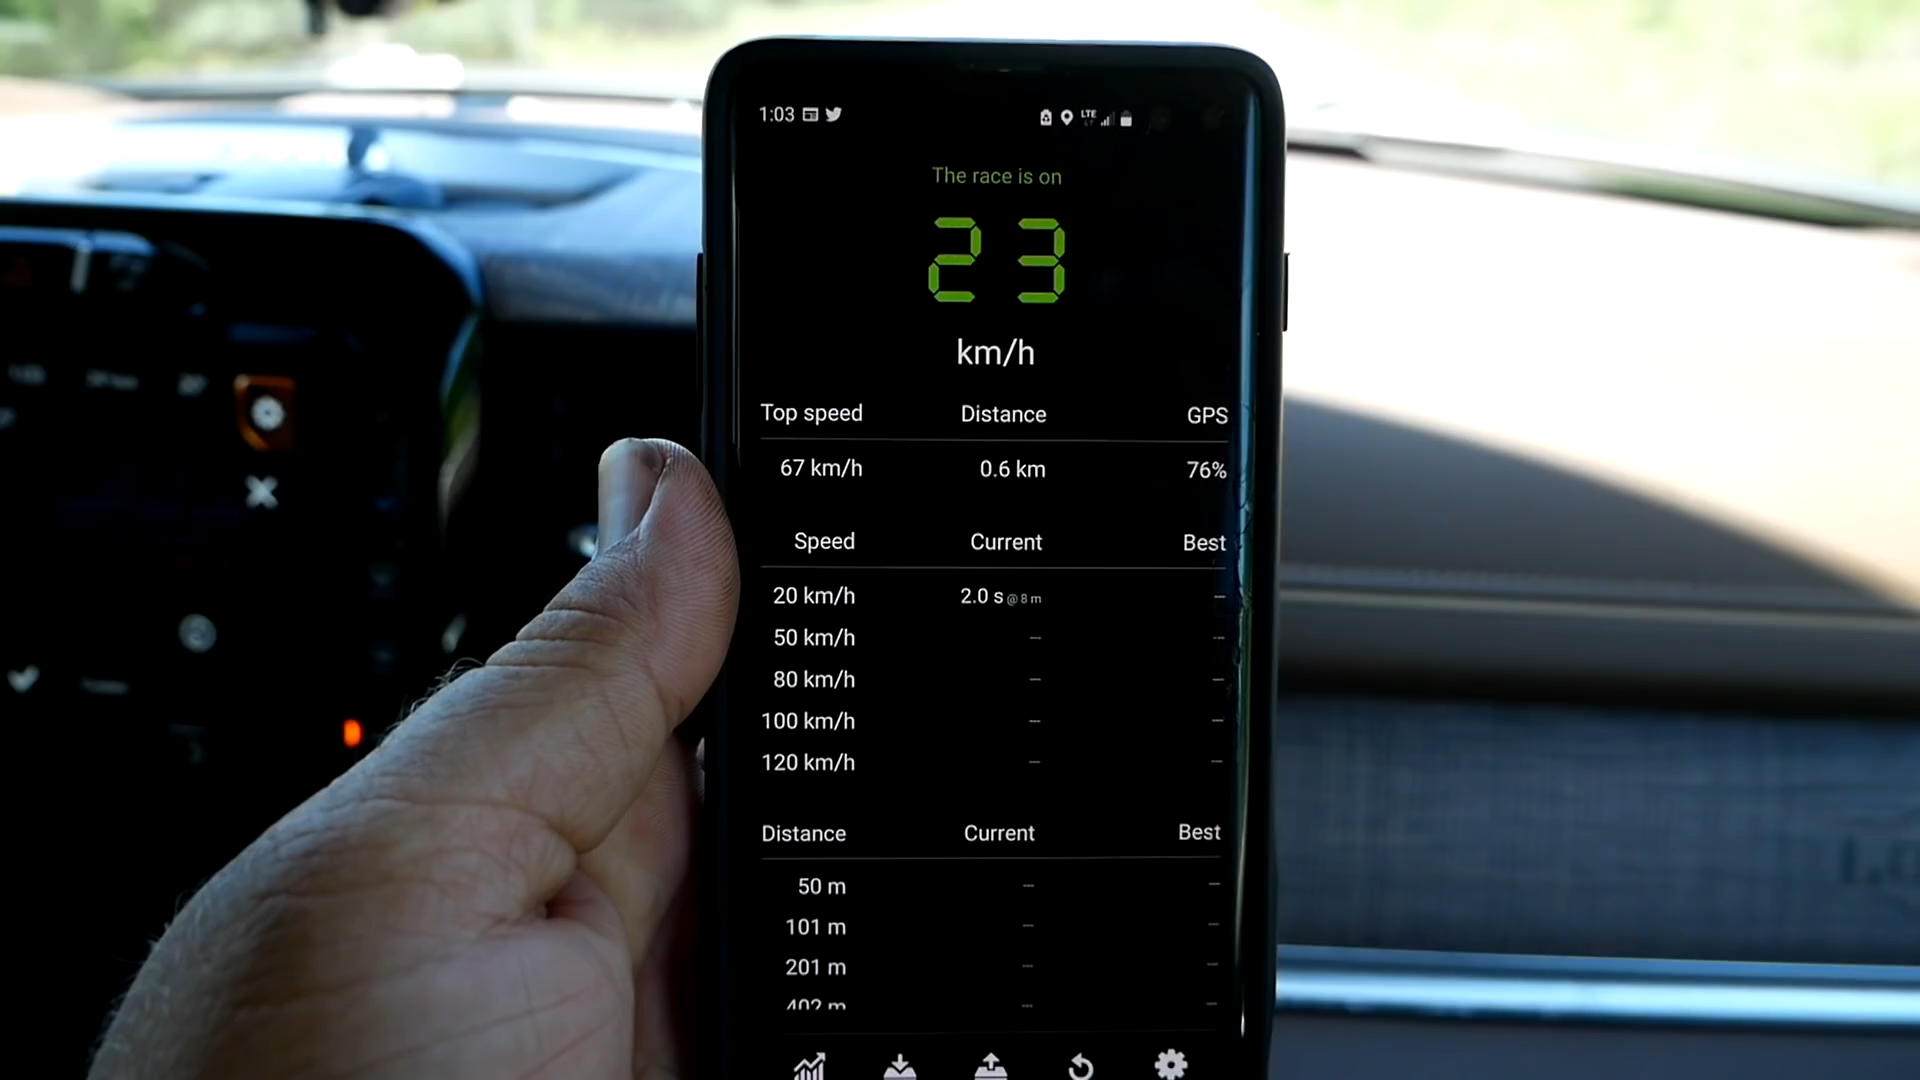 1:03 LTE
The race is on
23
km/h
Top speed Distance GPS
67 km/h 0.6 km 76%
Speed Current Best
20 km/h 2.0 s @ 8 m --
50 km/h -- --
80 km/h -- --
100 km/h -- --
120 km/h -- --
Distance Current Best
50 m -- --
101 m -- --
201 m -- --
402 m -- --